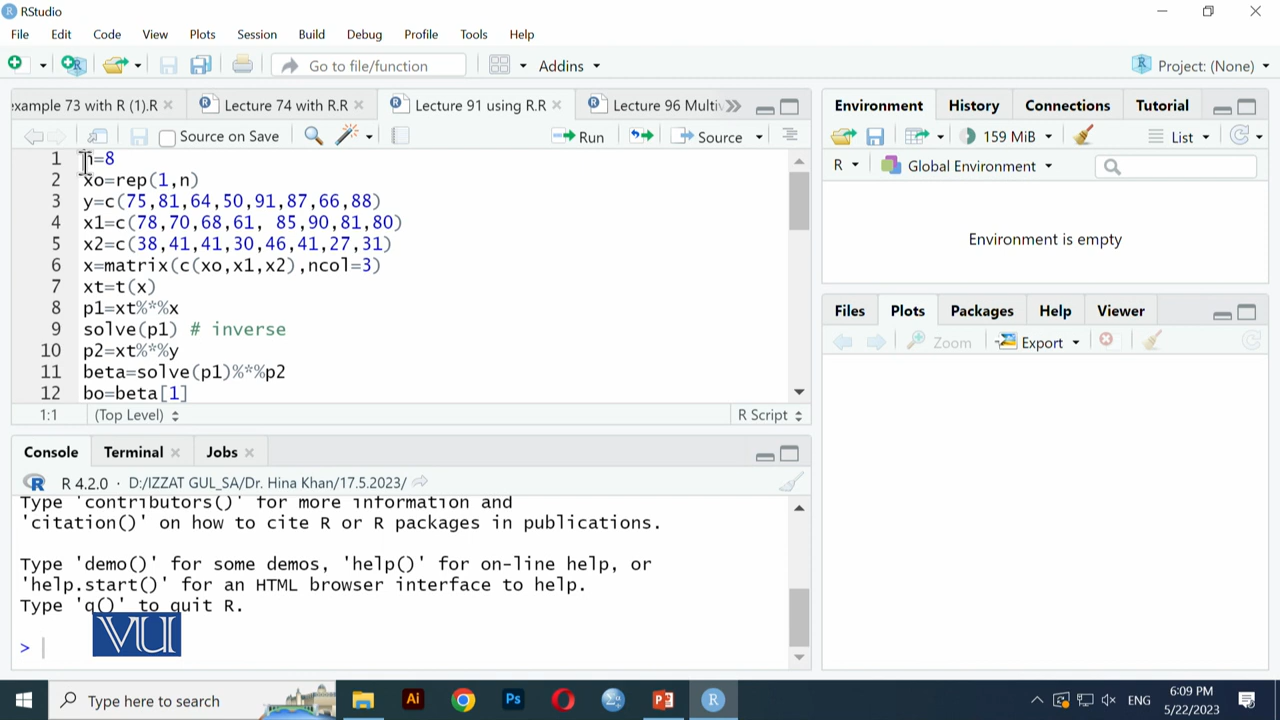 RStudio
File Edit Code View Plots Session Build Debug Profile Tools Help
Go to file/function Addins Project: (None)
example 73 with R (1).R Lecture 74 with R.R Lecture 91 using R.R Lecture 96 Multiv
Source on Save Run Source
1 n=8
2 xo=rep(1,n)
3 y=c(75,81,64,50,91,87,66,88)
4 x1=c(78,70,68,61, 85,90,81,80)
5 x2=c(38,41,41,30,46,41,27,31)
6 x=matrix(c(xo,x1,x2),ncol=3)
7 xt=t(x)
8 p1=xt%*%x
9 solve(p1) # inverse
10 p2=xt%*%y
11 beta=solve(p1)%*%p2
12 bo=beta[1]
1:1 (Top Level) R Script
Console Terminal Jobs
R 4.2.0 · D:/IZZAT GUL_SA/Dr. Hina Khan/17.5.2023/
Type 'contributors()' for more information and
'citation()' on how to cite R or R packages in publications.
Type 'demo()' for some demos, 'help()' for on-line help, or
'help.start()' for an HTML browser interface to help.
Type 'q()' to quit R.
>
VU
Environment History Connections Tutorial
159 MiB List
R Global Environment
Environment is empty
Files Plots Packages Help Viewer
Zoom Export
Type here to search
Ai Ps ENG
6:09 PM
5/22/2023